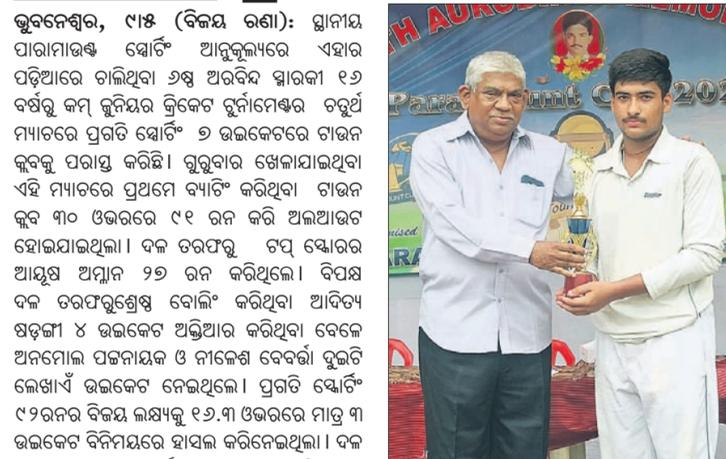 ଭୁବନେଶ୍ୱର, ୯।୫ (ବିଜୟ ରଣା): ସ୍ଥାନୀୟ
ପାରାମାଉଣ୍ଟ ସ୍ପୋର୍ଟିଂ ଆନୁକୂଲ୍ୟରେ ଏହାର
ପଡ଼ିଆରେ ଚାଲିଥିବା ୬ଷ୍ଠ ଅରବିନ୍ଦ ସ୍ମାରକୀ ୧୬
ବର୍ଷରୁ କମ୍ ଜୁନିୟର କ୍ରିକେଟ ଟୁର୍ନାମେଣ୍ଟର ଚତୁର୍ଥ
ମ୍ୟାଚରେ ପ୍ରଗତି ସ୍ପୋର୍ଟିଂ ୭ ଉଇକେଟରେ ଟାଉନ
କ୍ଲବକୁ ପରାସ୍ତ କରିଛି। ଗୁରୁବାର ଖେଳାଯାଇଥିବା
ଏହି ମ୍ୟାଚରେ ପ୍ରଥମେ ବ୍ୟାଟିଂ କରିଥିବା ଟାଉନ
କ୍ଲବ ୩୦ ଓଭରରେ ୯୧ ରନ କରି ଅଲଆଉଟ
ହୋଇଯାଇଥିଲା। ଦଳ ତରଫରୁ ଟପ୍ ସ୍କୋରର
ଆୟୁଷ ଅମ୍ଳାନ ୨୭ ରନ କରିଥିଲେ। ବିପକ୍ଷ
ଦଳ ତରଫରୁଶ୍ରେଷ୍ଠ ବୋଲିଂ କରିଥିବା ଆଦିତ୍ୟ
ଷଡ଼ଙ୍ଗୀ ୪ ଉଇକେଟ ଅକ୍ତିଆର କରିଥିବା ବେଳେ
ଅନମୋଲ ପଟ୍ଟନାୟକ ଓ ନୀଳେଶ ବେବର୍ତ୍ତା ଦୁଇଟି
ଲେଖାଏଁ ଉଇକେଟ ନେଇଥିଲେ। ପ୍ରଗତି ସ୍ପୋର୍ଟିଂ
୯୨ରନର ବିଜୟ ଲକ୍ଷ୍ୟକୁ ୧୬.୩ ଓଭରରେ ମାତ୍ର ୩
ଉଇକେଟ ବିନିମୟରେ ହାସଲ କରିନେଇଥିଲା। ଦଳ